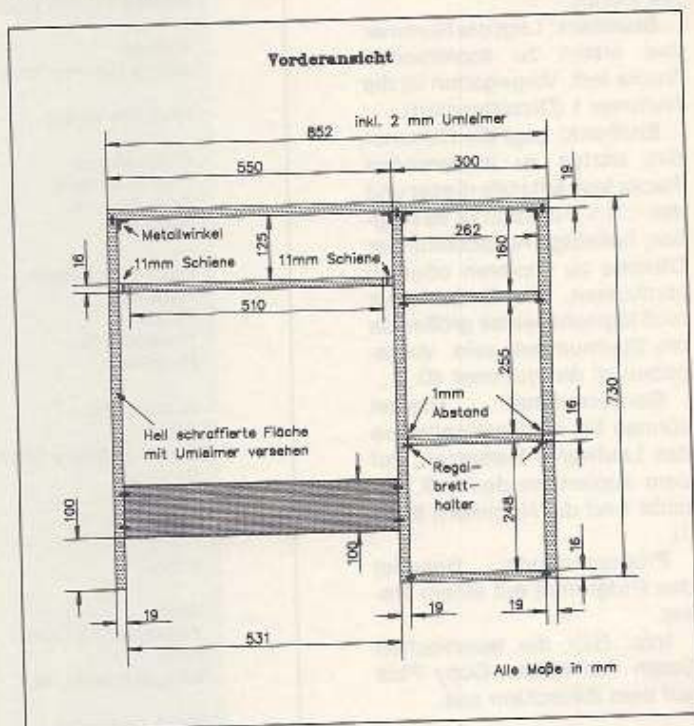 Vorderansicht
inkl. 2 mm Umleimer
852
550
300
19
Metallwinkel
125
262
160
16
11mm Schiene
11mm Schiene
510
255
730
1mm
Abstand
16
Hell schraffierte Fläche
mit Umleimer versehen
Regal-
brett-
halter
248
100
100
16
19
19
19
531
Alle Maße in mm